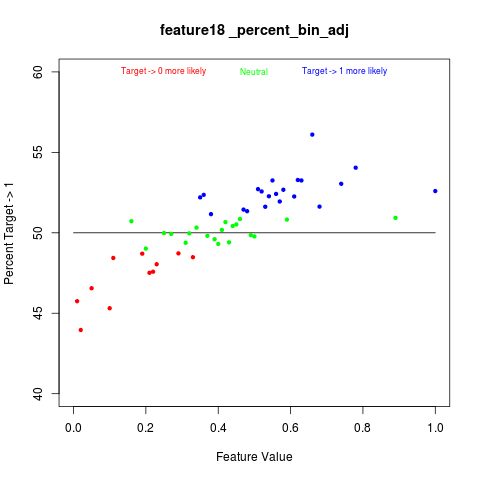 feature18 _percent_bin_adj
Target -> 0 more likely
Neutral
Target -> 1 more likely
Percent Target -> 1
60
55
50
45
40
0.0 0.2 0.4 0.6 0.8 1.0
Feature Value